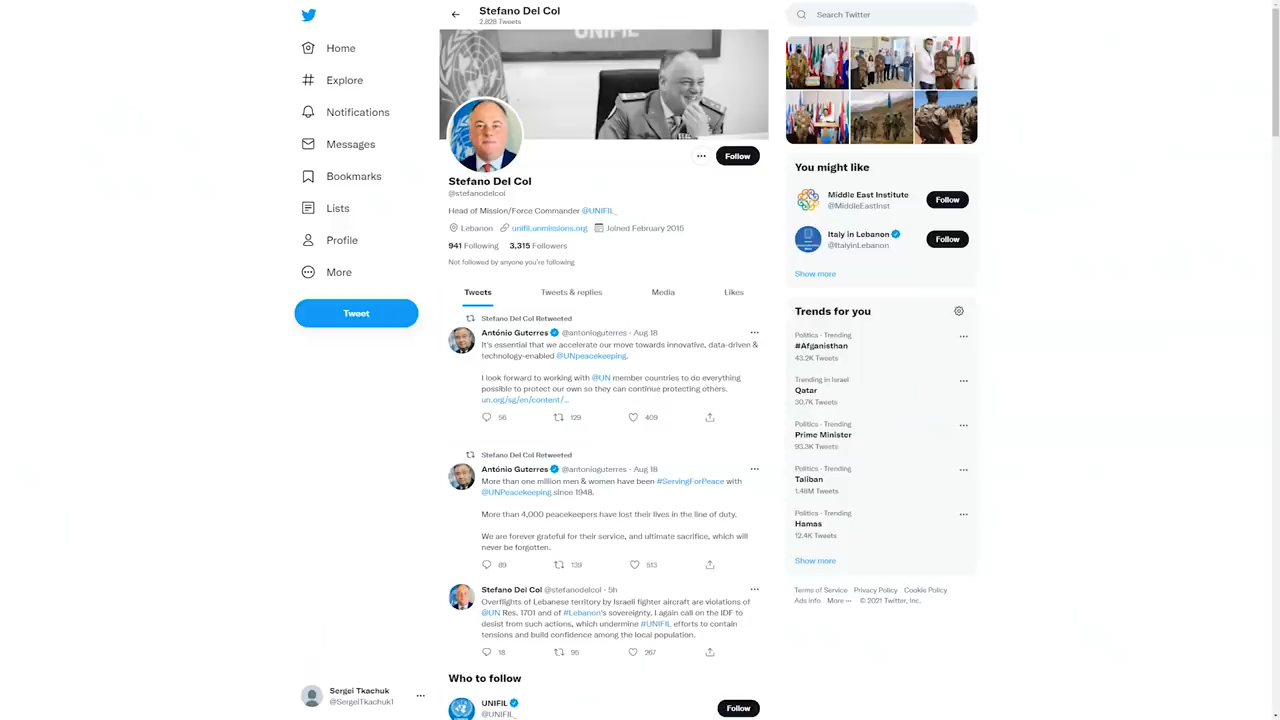 Home
Explore
Notifications
Messages
Bookmarks
Lists
Profile
More
Tweet
Sergei Tkachuk
@SergeiTkachuk1
Stefano Del Col
2,828 Tweets
UNIFIL
Follow
Stefano Del Col
@stefanodelcol
Head of Mission/Force Commander @UNIFIL_
Lebanon unifil.unmissions.org Joined February 2015
941 Following 3,315 Followers
Not followed by anyone you're following
Tweets Tweets & replies Media Likes
Stefano Del Col Retweeted
António Guterres @antonioguterres · Aug 18
It's essential that we accelerate our move towards innovative, data-driven &
technology-enabled @UNpeacekeeping.
I look forward to working with @UN member countries to do everything
possible to protect our own so they can continue protecting others.
un.org/sg/en/content/...
56 129 409
Stefano Del Col Retweeted
António Guterres @antonioguterres · Aug 18
More than one million men & women have been #ServingForPeace with
@UNPeacekeeping since 1948.
More than 4,000 peacekeepers have lost their lives in the line of duty.
We are forever grateful for their service, and ultimate sacrifice, which will
never be forgotten.
89 139 513
Stefano Del Col @stefanodelcol · 5h
Overflights of Lebanese territory by Israeli fighter aircraft are violations of
@UN Res. 1701 and of #Lebanon's sovereignty. I again call on the IDF to
desist from such actions, which undermine #UNIFIL efforts to contain
tensions and build confidence among the local population.
18 95 267
Who to follow
UNIFIL
@UNIFIL_
Follow
Search Twitter
You might like
Middle East Institute
@MiddleEastInst
Follow
Italy in Lebanon
@ItalyinLebanon
Follow
Show more
Trends for you
Politics · Trending
#Afganisthan
43.2K Tweets
Trending in Israel
Qatar
30.7K Tweets
Politics · Trending
Prime Minister
93.3K Tweets
Politics · Trending
Taliban
1.48M Tweets
Politics · Trending
Hamas
12.4K Tweets
Show more
Terms of Service Privacy Policy Cookie Policy
Ads info More ··· © 2021 Twitter, Inc.